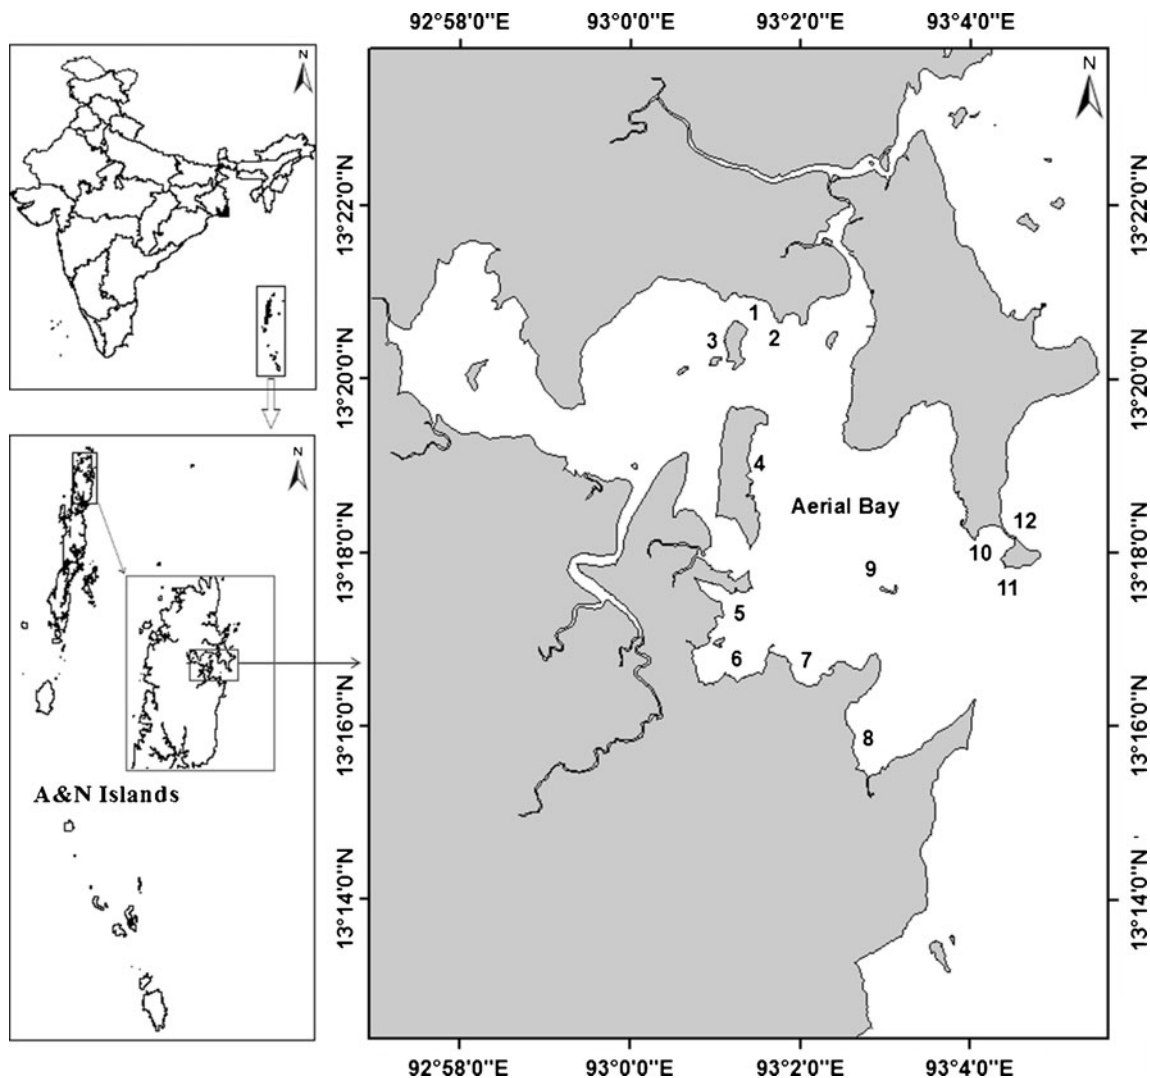 92°58'0"E 93°0'0"E 93°2'0"E 93°4'0"E
N
N
13°22'0"N 13°22'0"N
1
3 2
13°20'0"N 13°20'0"N
N
4
Aerial Bay
12
13°18'0"N 10 13°18'0"N
9
11
5
6 7
13°16'0"N 13°16'0"N
8
A&N Islands
13°14'0"N 13°14'0"N
92°58'0"E 93°0'0"E 93°2'0"E 93°4'0"E